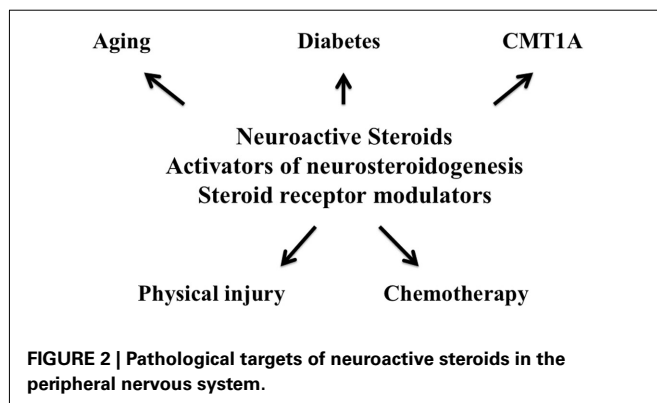 Aging Diabetes CMT1A
Neuroactive Steroids
Activators of neurosteroidogenesis
Steroid receptor modulators
Physical injury Chemotherapy
FIGURE 2 | Pathological targets of neuroactive steroids in the
peripheral nervous system.